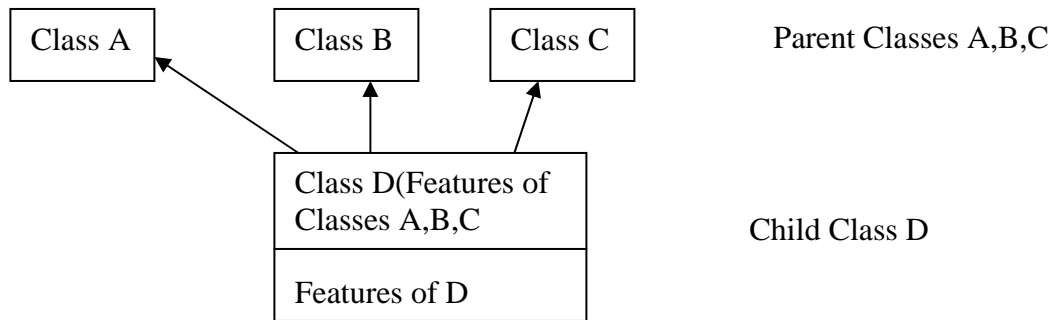 Class A
Class B
Class C
Parent Classes A,B,C
Class D(Features of
Classes A,B,C
Child Class D
Features of D